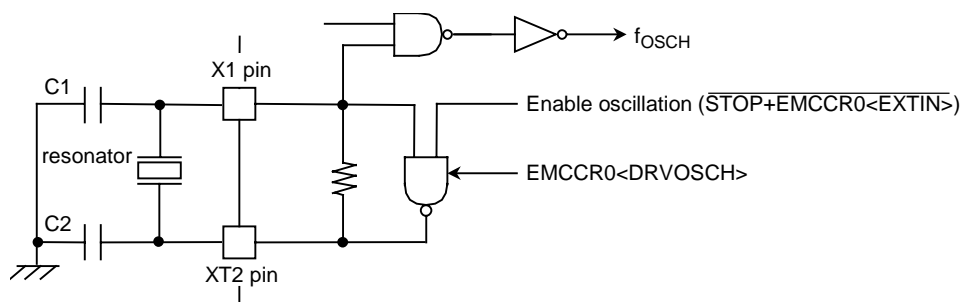 fOSCH
X1 pin
C1
Enable oscillation (STOP+EMCCR0<EXTIN>)
resonator
EMCCR0<DRVOSCH>
C2
XT2 pin